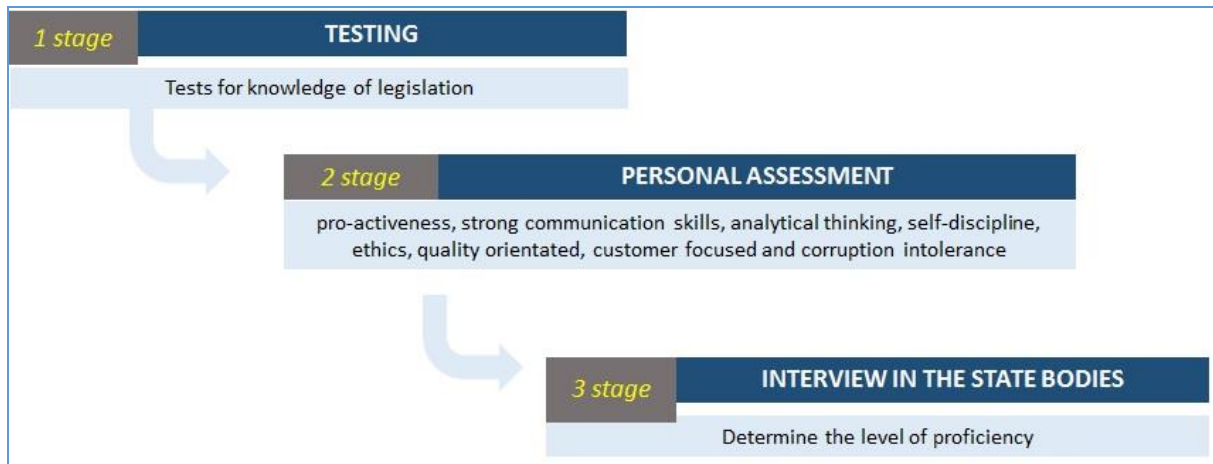 1 stage
TESTING
Tests for knowledge of legislation
2 stage
PERSONAL ASSESSMENT
pro-activeness, strong communication skills, analytical thinking, self-discipline,
ethics, quality orientated, customer focused and corruption intolerance
3 stage
INTERVIEW IN THE STATE BODIES
Determine the level of proficiency